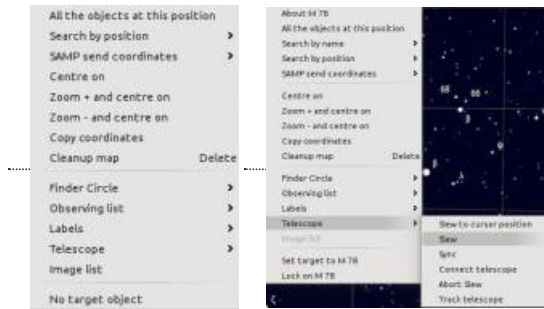 All the objects at this position
Search by position
SAMP send coordinates
Centre on
Zoom + and centre on
Zoom - and centre on
Copy coordinates
Cleanup map Delete
Finder Circle
Observing list
Labels
Telescope
Image list
No target object
About M 78
All the objects at this position
Search by name
Search by position
SAMP send coordinates
Centre on
Zoom + and centre on
Zoom - and centre on
Copy coordinates
Cleanup map Delete
Finder Circle
Observing list
Labels
Telescope
Image list
Set target to M 78
Lock on M 78
Slew to cursor position
Slew
Sync
Connect telescope
Abort Slew
Track telescope